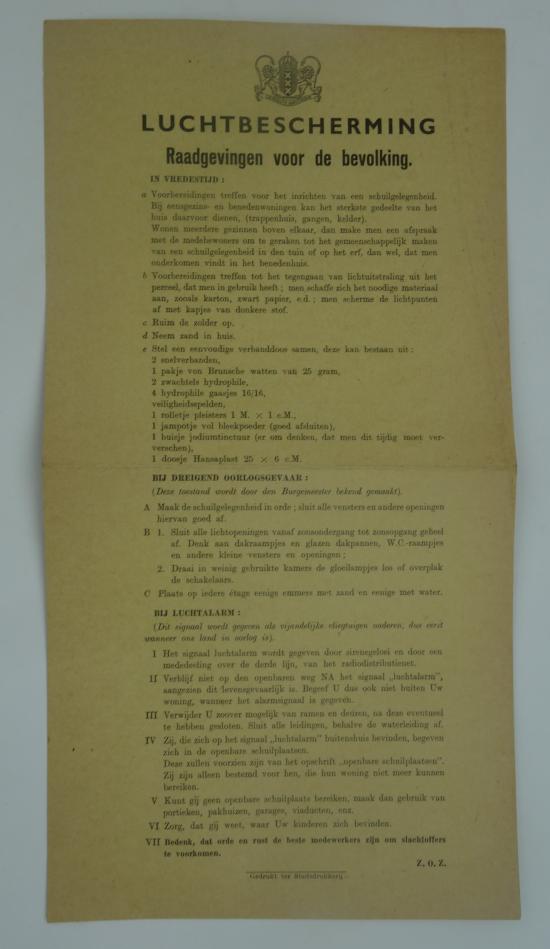 LUCHTBESCHERMING
Raadgevingen voor de bevolking.
IN VREDESTIJD :
a Voorbereidingen treffen voor het inrichten van een schuilgelegenheid.
Bij eensgezins- en benedenwoningen kan het sterkste gedeelte van het
huis daarvoor dienen, (trappenhuis, gangen, kelder).
Wonen meerdere gezinnen boven elkaar, dan make men een afspraak
met de medebewoners om te geraken tot het gemeenschappelijk maken
van een schuilgelegenheid in den tuin of op het erf, dan wel, dat men
onderkomen vindt in het benedenhuis.
b Voorbereidingen treffen tot het tegengaan van lichtuitstraling uit het
perceel, dat men in gebruik heeft ; men schaffe zich het noodige materiaal
aan, zooals karton, zwart papier, e.d. ; men scherme de lichtpunten
af met kapjes van donkere stof.
c Ruim de zolder op.
d Neem zand in huis.
e Stel een eenvoudige verbanddoos samen, deze kan bestaan uit :
2 snelverbanden,
1 pakje von Brunsche watten van 25 gram,
2 zwachtels hydrophile,
4 hydrophile gaasjes 16/16,
veiligheidsspelden,
1 rolletje pleisters 1 M. × 1 c.M.,
1 jampotje vol bleekpoeder (goed afsluiten),
1 buisje jodiumtinctuur (er om denken, dat men dit tijdig moet ver-
verschen),
1 doosje Hansaplast 25 × 6 c.M.
BIJ DREIGEND OORLOGSGEVAAR :
(Deze toestand wordt door den Burgemeester bekend gemaakt).
A Maak de schuilgelegenheid in orde ; sluit alle vensters en andere openingen
hiervan goed af.
B 1. Sluit alle lichtopeningen vanaf zonsondergang tot zonsopgang geheel
af. Denk aan dakraampjes en glazen dakpannen, W.C.-raampjes
en andere kleine vensters en openingen ;
2. Draai in weinig gebruikte kamers de gloeilampjes los of overplak
de schakelaars.
C Plaats op iedere étage eenige emmers met zand en eenige met water.
BIJ LUCHTALARM :
(Dit signaal wordt gegeven als vijandelijke vliegtuigen naderen, dus eerst
wanneer ons land in oorlog is).
I Het signaal luchtalarm wordt gegeven door sirenegeloei en door een
mededeeling over de derde lijn, van het radiodistributienet.
II Verblijf niet op den openbaren weg NA het signaal „luchtalarm”,
aangezien dit levensgevaarlijk is. Begeef U dus ook niet buiten Uw
woning, wanneer het alarmsignaal is gegeven.
III Verwijder U zoover mogelijk van ramen en deuren, na deze eventueel
te hebben gesloten. Sluit alle leidingen, behalve de waterleiding af.
IV Zij, die zich op het signaal „luchtalarm” buitenshuis bevinden, begeven
zich in de openbare schuilplaatsen.
Deze zullen voorzien zijn van het opschrift „openbare schuilplaatsen”.
Zij zijn alleen bestemd voor hen, die hun woning niet meer kunnen
bereiken.
V Kunt gij geen openbare schuilplaats bereiken, maak dan gebruik van
portieken, pakhuizen, garages, viaducten, enz.
VI Zorg, dat gij weet, waar Uw kinderen zich bevinden.
VII Bedenk, dat orde en rust de beste medewerkers zijn om slachtoffers
te voorkomen.
Z. O. Z.
Gedrukt ter Stadsdrukkerij